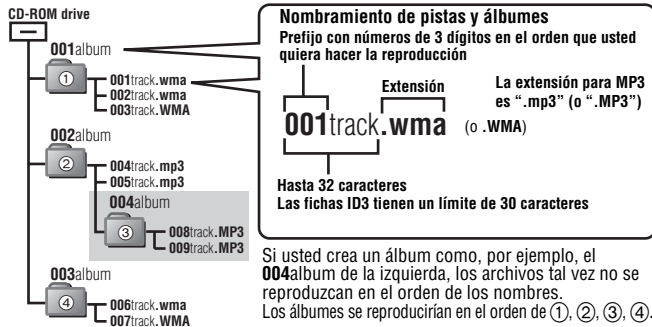 CD-ROM drive
001album
①
001track.wma
002track.wma
003track.WMA
002album
②
004track.mp3
005track.mp3
004album
③
008track.MP3
009track.MP3
003album
④
006track.wma
007track.WMA
Nombramiento de pistas y álbumes
Prefijo con números de 3 dígitos en el orden que usted
quiera hacer la reproducción
Extensión
001track.wma
(o .WMA)
La extensión para MP3
es “.mp3” (o “.MP3”)
Hasta 32 caracteres
Las fichas ID3 tienen un límite de 30 caracteres
Si usted crea un álbum como, por ejemplo, el
004album de la izquierda, los archivos tal vez no se
reproduzcan en el orden de los nombres.
Los álbumes se reproducirían en el orden de ①, ②, ③, ④.